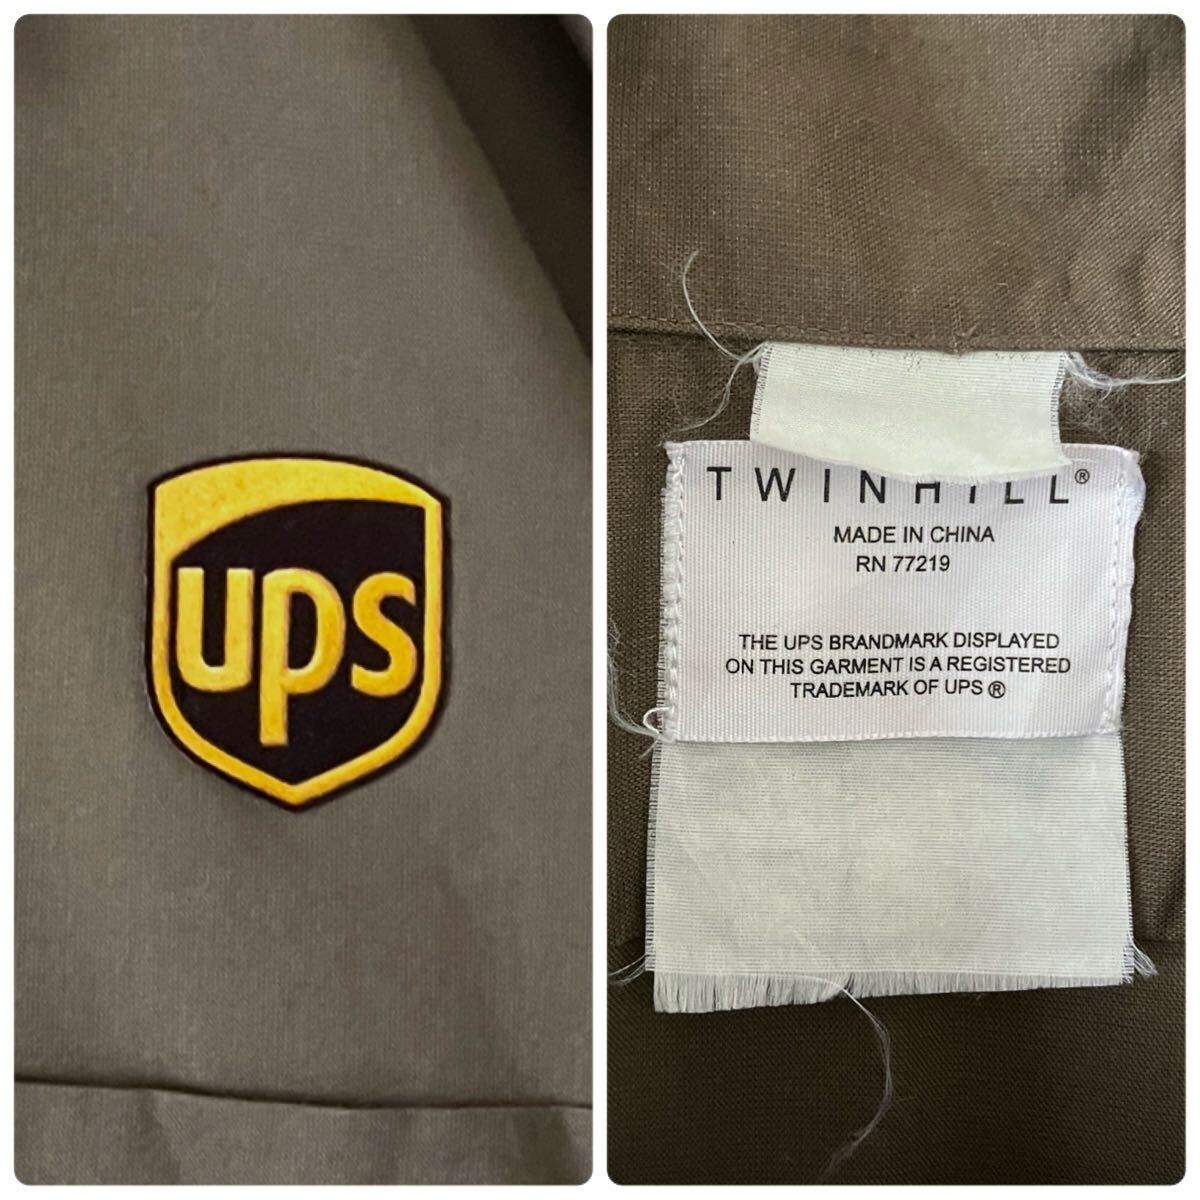 ups
TWINHILL®
MADE IN CHINA
RN 77219
THE UPS BRANDMARK DISPLAYED
ON THIS GARMENT IS A REGISTERED
TRADEMARK OF UPS ®